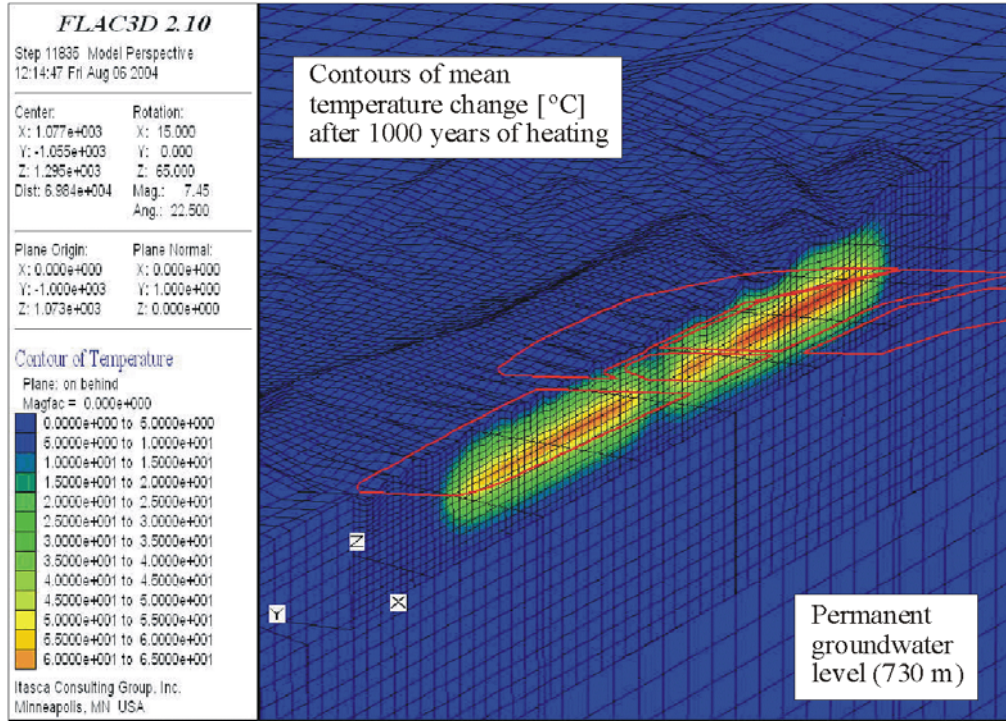 FLAC3D 2.10
Step 11835 Model Perspective
12:14:47 Fri Aug 06 2004
Center:
X: 1.077e+003
Y: -1.055e+003
Z: 1.295e+003
Dist: 6.984e+004
Rotation:
X: 15.000
Y: 0.000
Z: 65.000
Mag.: 7.45
Ang.: 22.500
Plane Origin:
X: 0.000e+000
Y: -1.000e+003
Z: 1.073e+003
Plane Normal:
X: 0.000e+000
Y: 1.000e+000
Z: 0.000e+000
Contour of Temperature
Plane: on behind
Magfac = 0.000e+000
0.0000e+000 to 5.0000e+000
5.0000e+000 to 1.0000e+001
1.0000e+001 to 1.5000e+001
1.5000e+001 to 2.0000e+001
2.0000e+001 to 2.5000e+001
2.5000e+001 to 3.0000e+001
3.0000e+001 to 3.5000e+001
3.5000e+001 to 4.0000e+001
4.0000e+001 to 4.5000e+001
4.5000e+001 to 5.0000e+001
5.0000e+001 to 5.5000e+001
5.5000e+001 to 6.0000e+001
6.0000e+001 to 6.5000e+001
Itasca Consulting Group, Inc.
Minneapolis, MN USA
Contours of mean
temperature change [°C]
after 1000 years of heating
Z
X
Y
Permanent
groundwater
level (730 m)